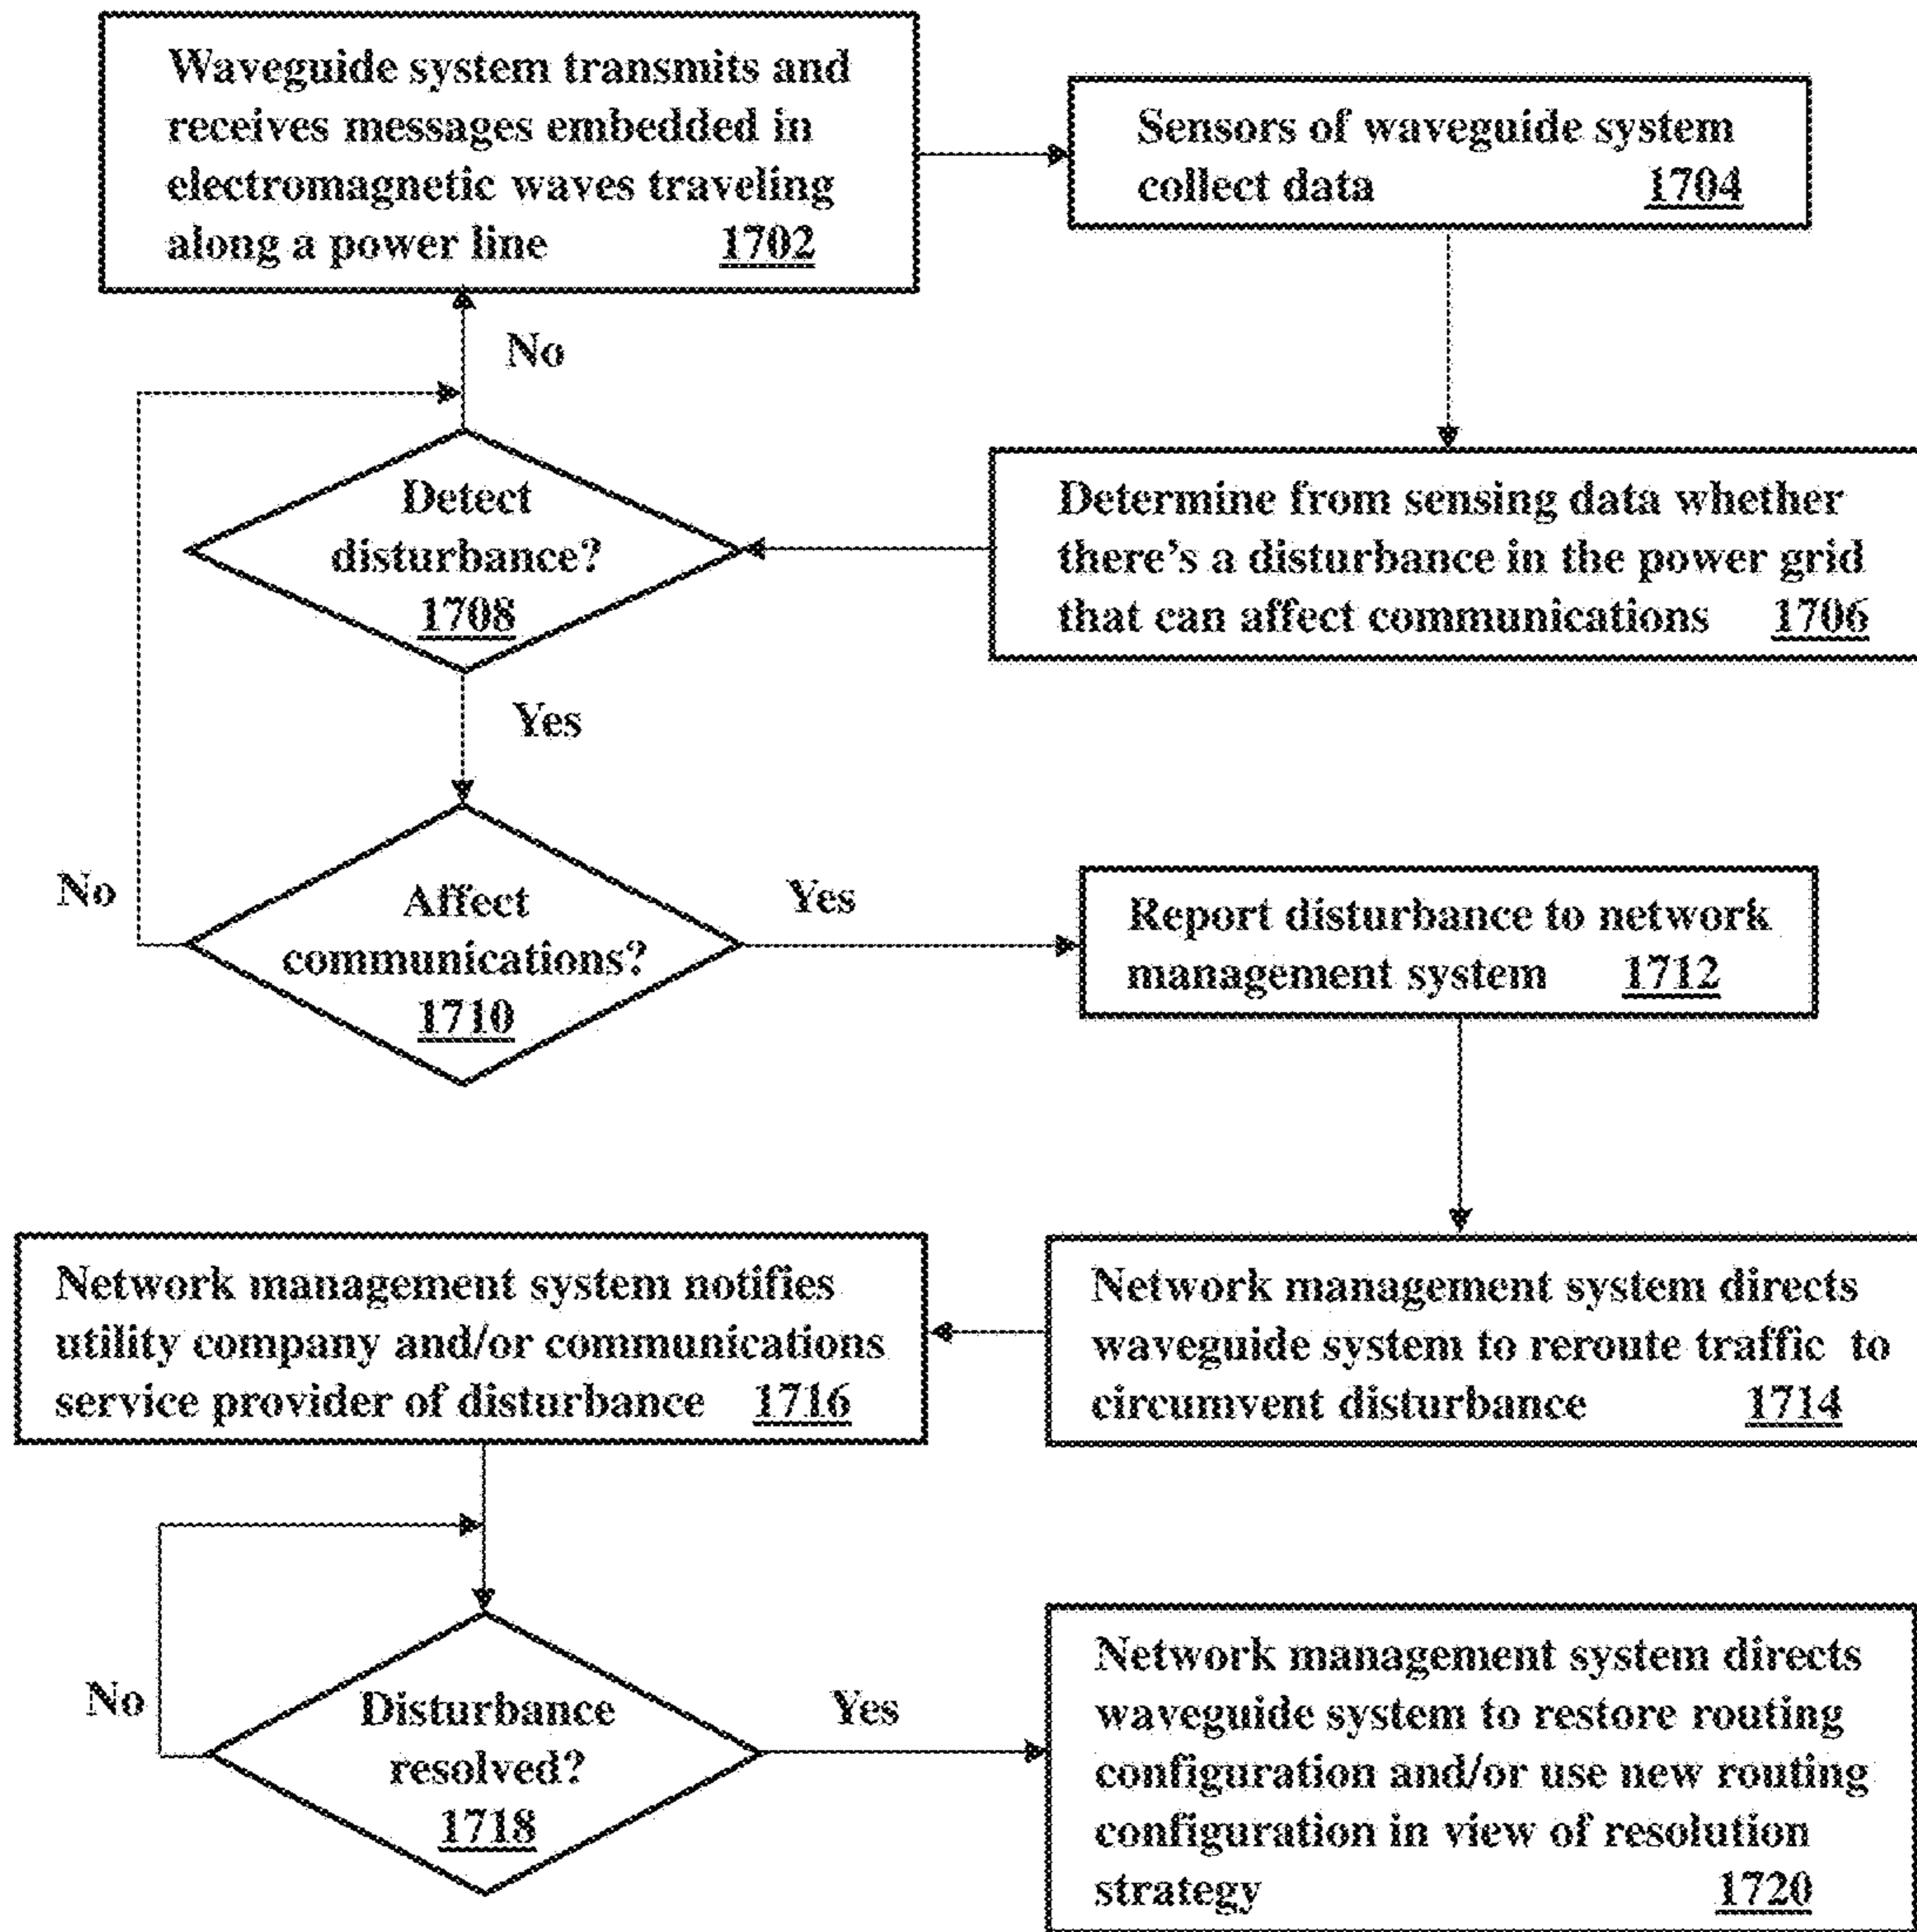 Waveguide system transmits and
receives messages embedded in
electromagnetic waves traveling
along a power line 1702
Sensors of waveguide system
collect data 1704
No
Detect
disturbance?
1708
Determine from sensing data whether
there's a disturbance in the power grid
that can affect communications 1706
Yes
No
Affect
communications?
1710
Yes
Report disturbance to network
management system 1712
Network management system notifies
utility company and/or communications
service provider of disturbance 1716
Network management system directs
waveguide system to reroute traffic to
circumvent disturbance 1714
No
Disturbance
resolved?
1718
Yes
Network management system directs
waveguide system to restore routing
configuration and/or use new routing
configuration in view of resolution
strategy 1720